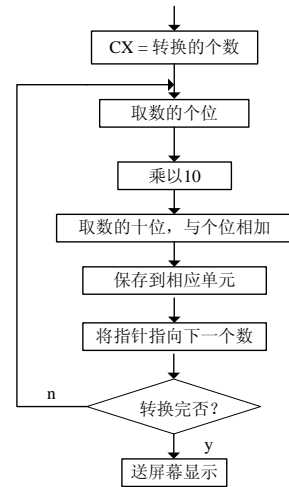 CX = 转换的个数
取数的个位
乘以10
取数的十位，与个位相加
保存到相应单元
将指针指向下一个数
n
转换完否？
y
送屏幕显示